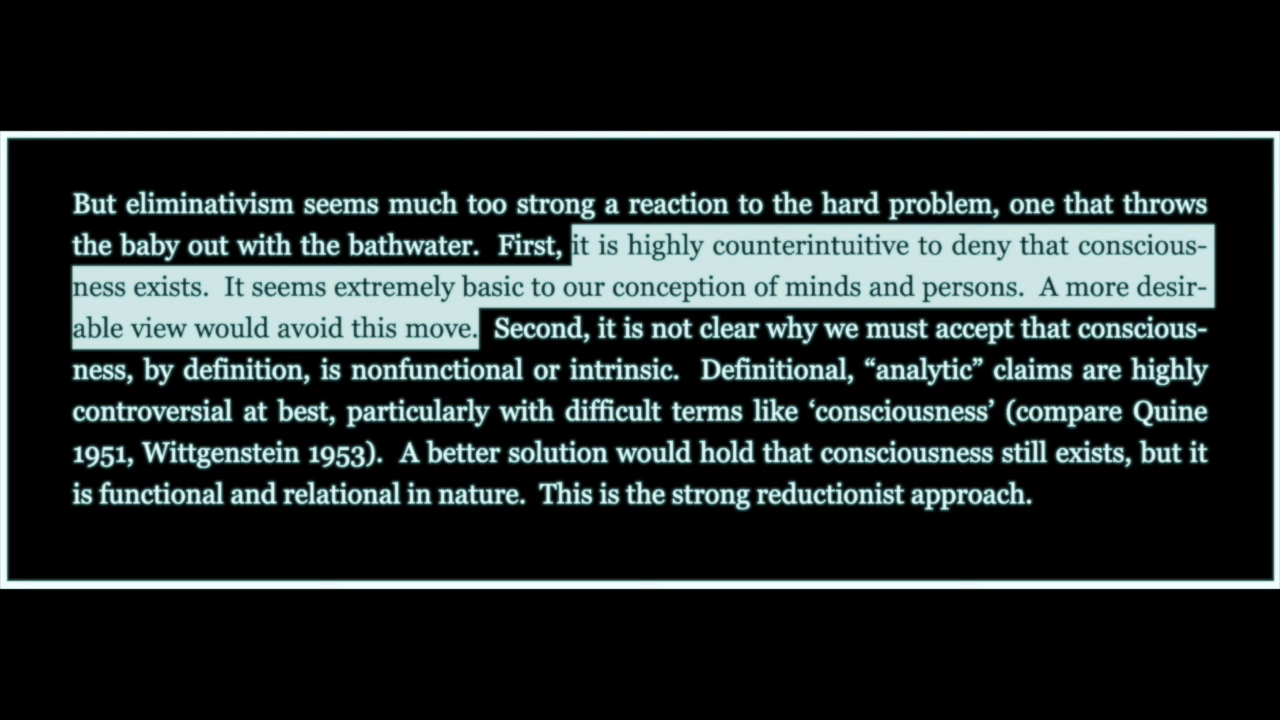 But eliminativism seems much too strong a reaction to the hard problem, one that throws
the baby out with the bathwater. First, it is highly counterintuitive to deny that conscious-
ness exists. It seems extremely basic to our conception of minds and persons. A more desir-
able view would avoid this move. Second, it is not clear why we must accept that conscious-
ness, by definition, is nonfunctional or intrinsic. Definitional, “analytic” claims are highly
controversial at best, particularly with difficult terms like ‘consciousness’ (compare Quine
1951, Wittgenstein 1953). A better solution would hold that consciousness still exists, but it
is functional and relational in nature. This is the strong reductionist approach.